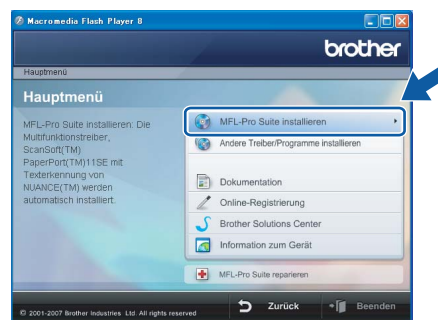 Macromedia Flash Player 8
brother
Hauptmenü
Hauptmenü
MFL-Pro Suite installieren: Die
Multifunktionstreiber,
ScanSoft(TM)
PaperPort(TM)11SE mit
Texterkennung von
NUANCE(TM) werden
automatisch installiert.
MFL-Pro Suite installieren
Andere Treiber/Programme installieren
Dokumentation
Online-Registrierung
Brother Solutions Center
Information zum Gerät
MFL-Pro Suite reparieren
© 2001-2007 Brother Industries Ltd. All rights reserved
Zurück
Beenden